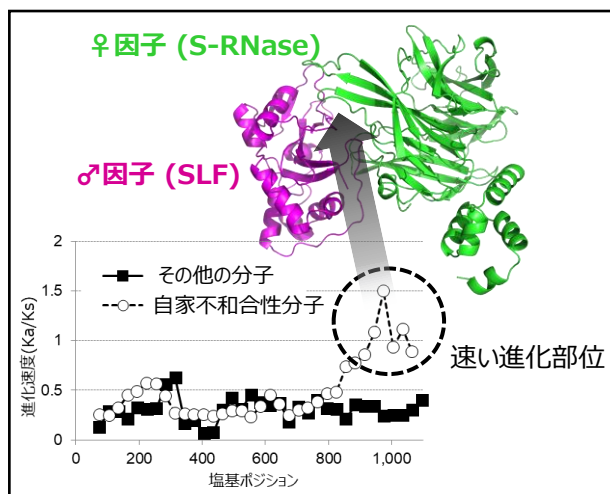 ♀因子 (S-RNase)
♂因子 (SLF)
2
1.5
1
0.5
0
進化速度(Ka/Ks)
その他の分子
自家不和合性分子
速い進化部位
0 200 400 600 800 1,000
塩基ポジション